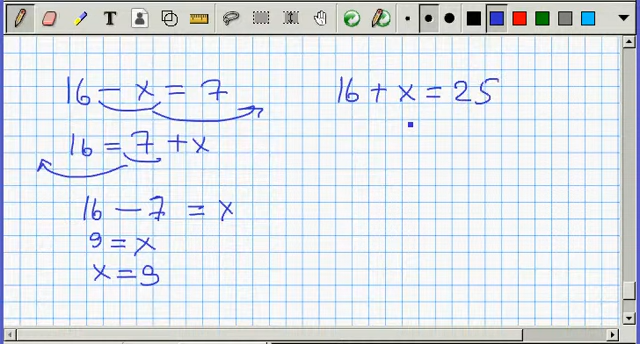 16 - x = 7
16 = 7 + x
16 - 7 = x
9 = x
x = 9
16 + x = 25
T